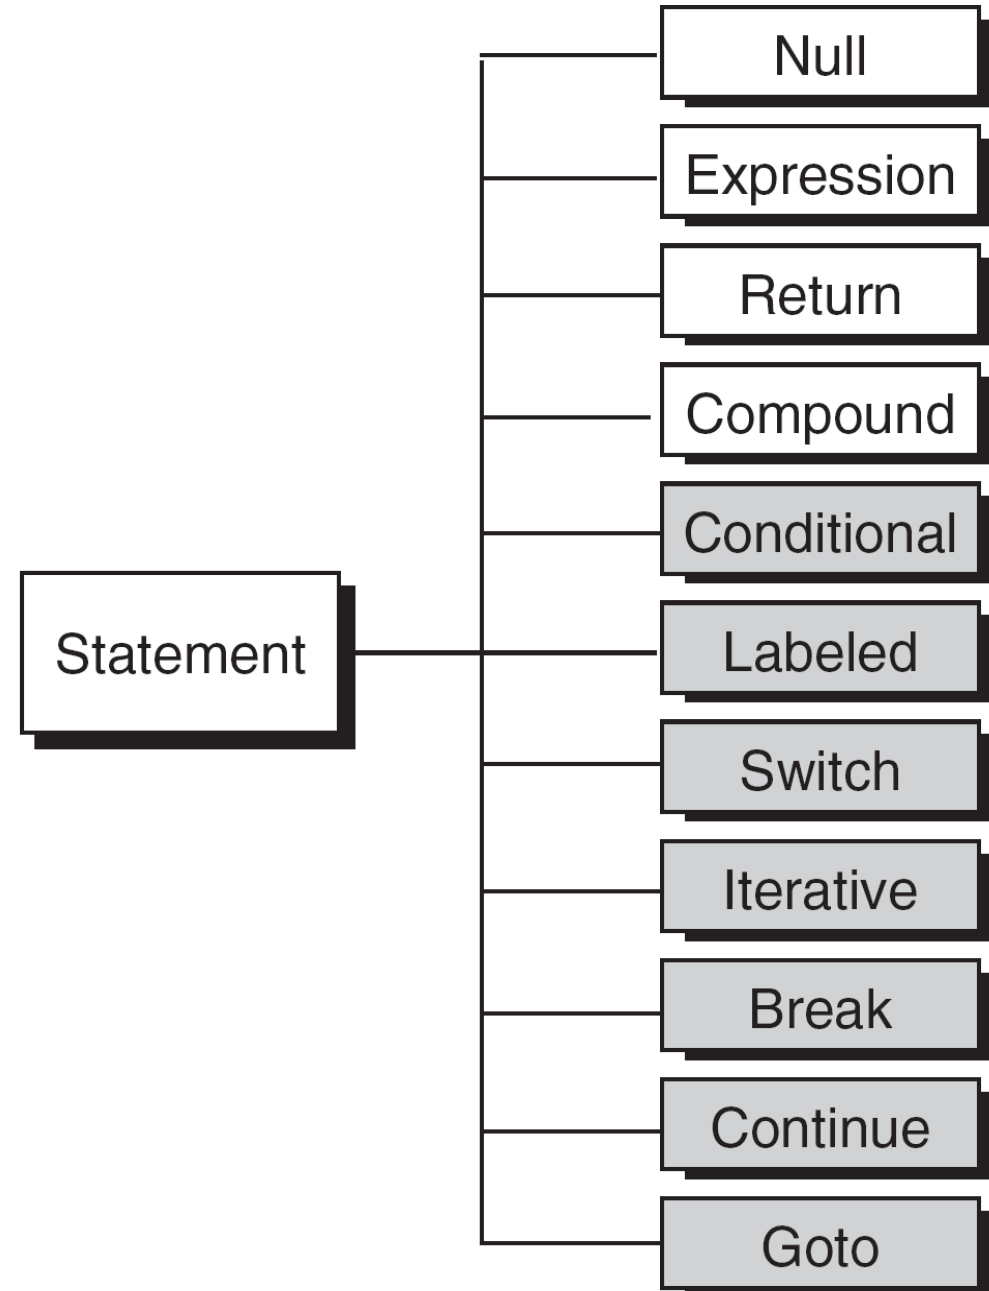 Null
Expression
Return
Compound
Conditional
Statement
Labeled
Switch
Iterative
Break
Continue
Goto